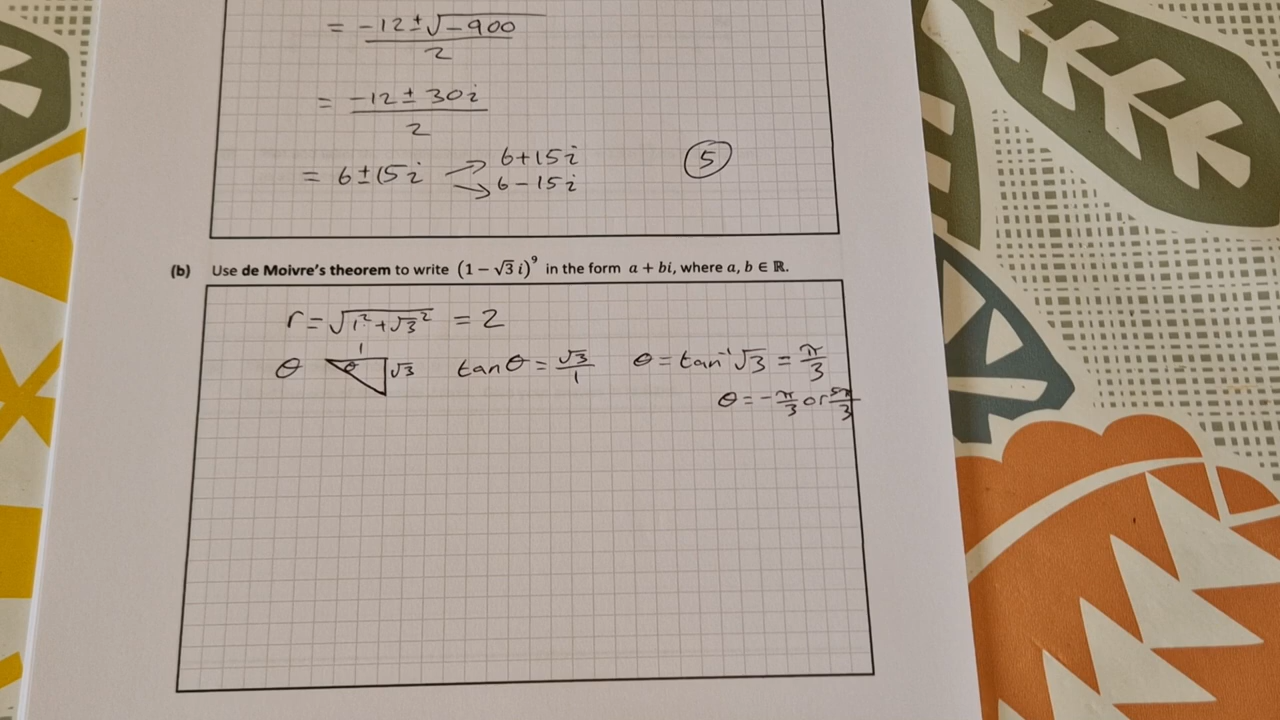 = -12±√-900 / 2
= -12 ± 30i / 2
= 6±15i → 6+15i
→ 6-15i
5
(b) Use de Moivre's theorem to write (1 − √3 i)⁹ in the form a + bi, where a, b ∈ ℝ.
r = √1²+√3² = 2
θ 1 θ √3 tanθ = √3/1 θ = tan⁻¹√3 = π/3
θ = -π/3 or 5π/3